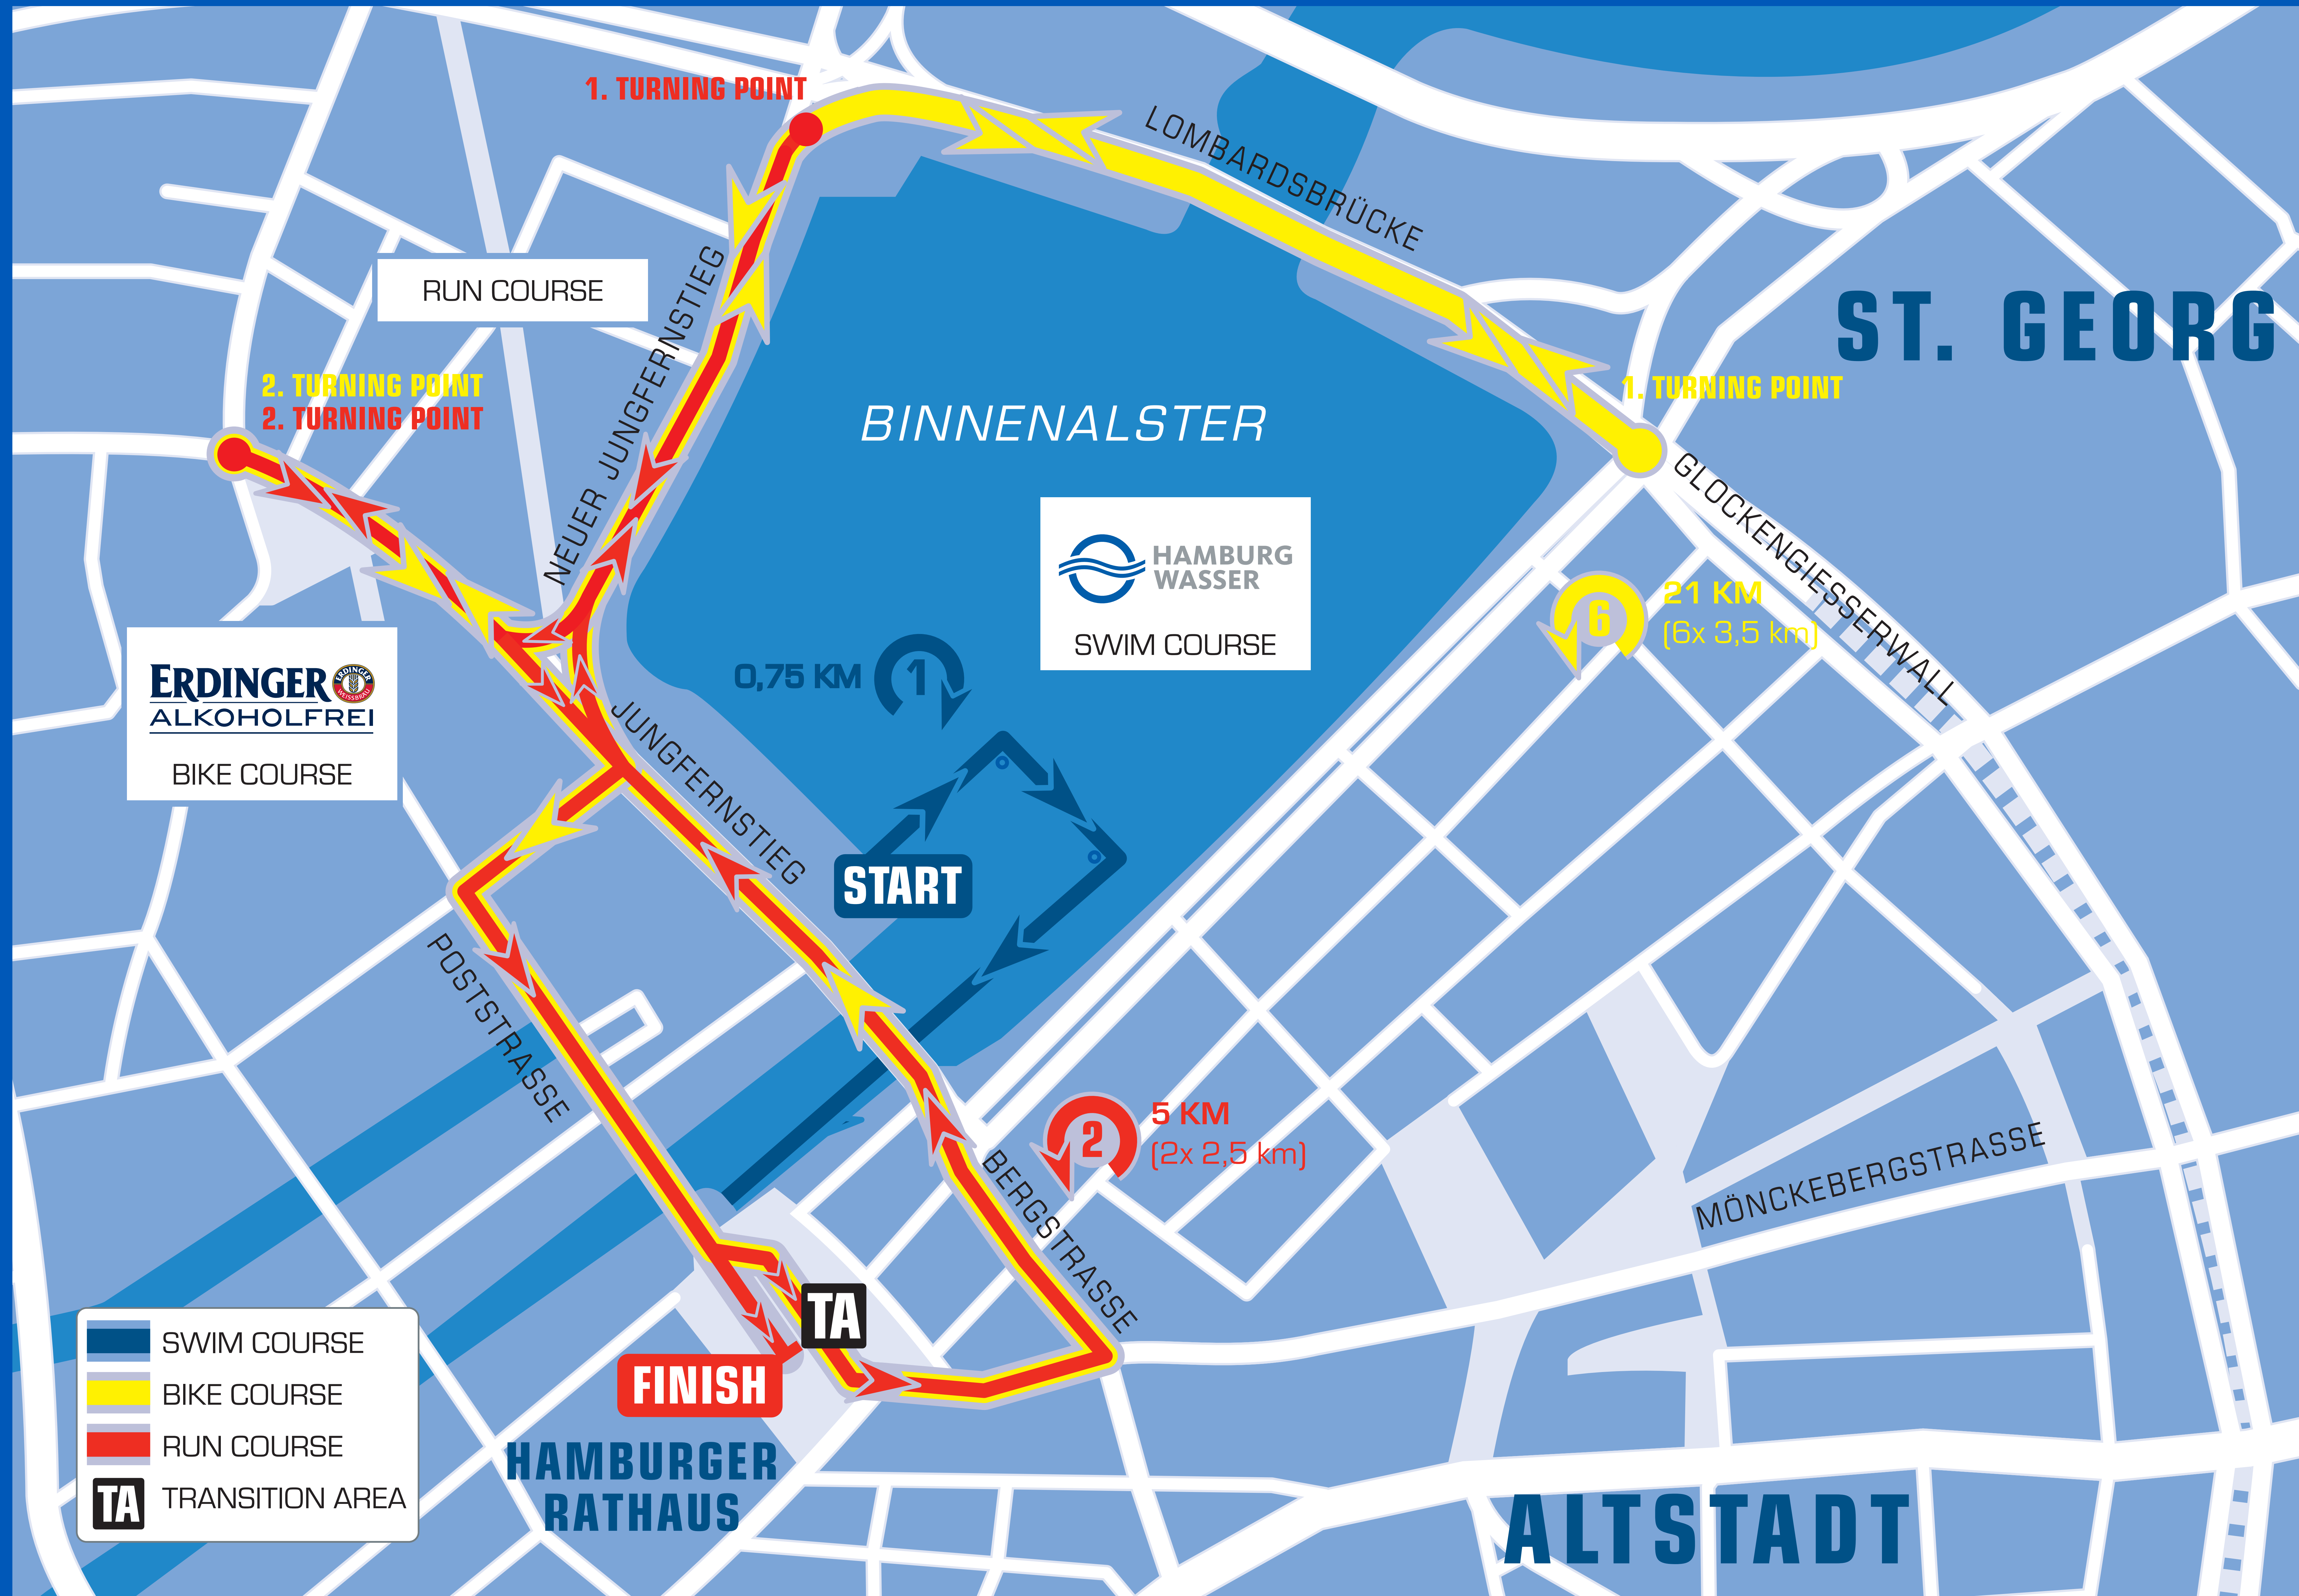 1. TURNING POINT
LOMBARDSBRÜCKE
RUN COURSE
NEUER JUNGFERNSTIEG
ST. GEORG
2. TURNING POINT
2. TURNING POINT
1. TURNING POINT
BINNENALSTER
GLOCKENGIESSERWALL
HAMBURG
WASSER
SWIM COURSE
6
21 KM
(6x 3,5 km)
0,75 KM
1
ERDINGER
ERDINGER
WEISSBRÄU
ALKOHOLFREI
BIKE COURSE
JUNGFERNSTIEG
START
POSTSTRASSE
2
5 KM
(2x 2,5 km)
BERGSTRASSE
MÖNCKEBERGSTRASSE
TA
FINISH
SWIM COURSE
BIKE COURSE
RUN COURSE
TA
TRANSITION AREA
HAMBURGER
RATHAUS
ALTSTADT